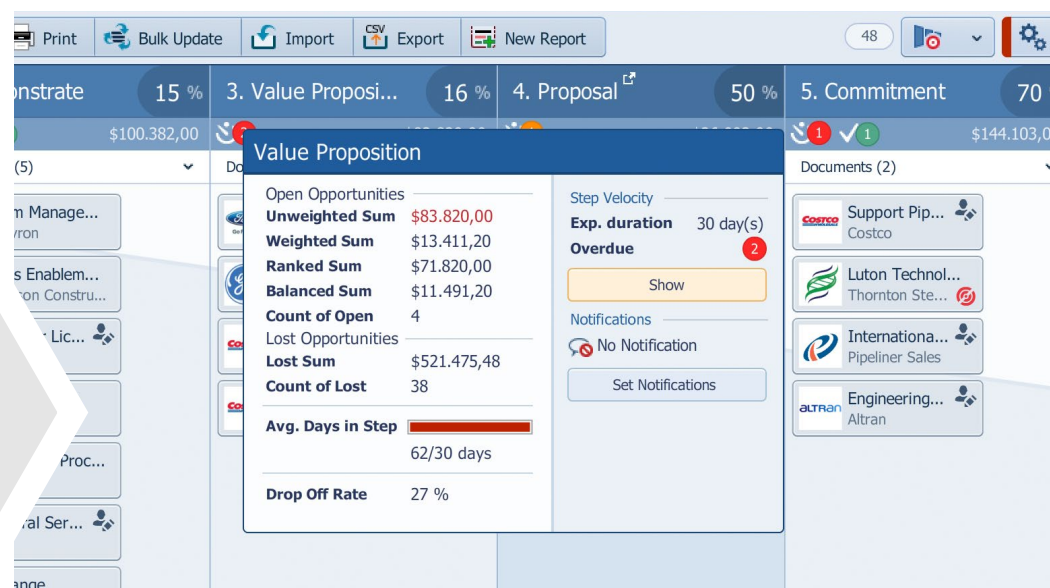 Print Bulk Update Import CSV Export New Report 48
15 % 3. Value Proposi... 16 % 4. Proposal 50 % 5. Commitment 70
$100.382,00 1 1 $144.103,0
(5) Documents (2)
Value Proposition
Open Opportunities
Unweighted Sum $83.820,00
Weighted Sum $13.411,20
Ranked Sum $71.820,00
Balanced Sum $11.491,20
Count of Open 4
Lost Opportunities
Lost Sum $521.475,48
Count of Lost 38
Avg. Days in Step
62/30 days
Drop Off Rate 27 %
Step Velocity
Exp. duration 30 day(s)
Overdue 2
Show
Notifications
No Notification
Set Notifications
m Manage...
vron
s Enablem...
con Constru...
Lic...
Proc...
ral Ser...
ange
Costco Support Pip...
Costco
Luton Technol...
Thornton Ste...
Internationa...
Pipeliner Sales
ALTRAN Engineering...
Altran